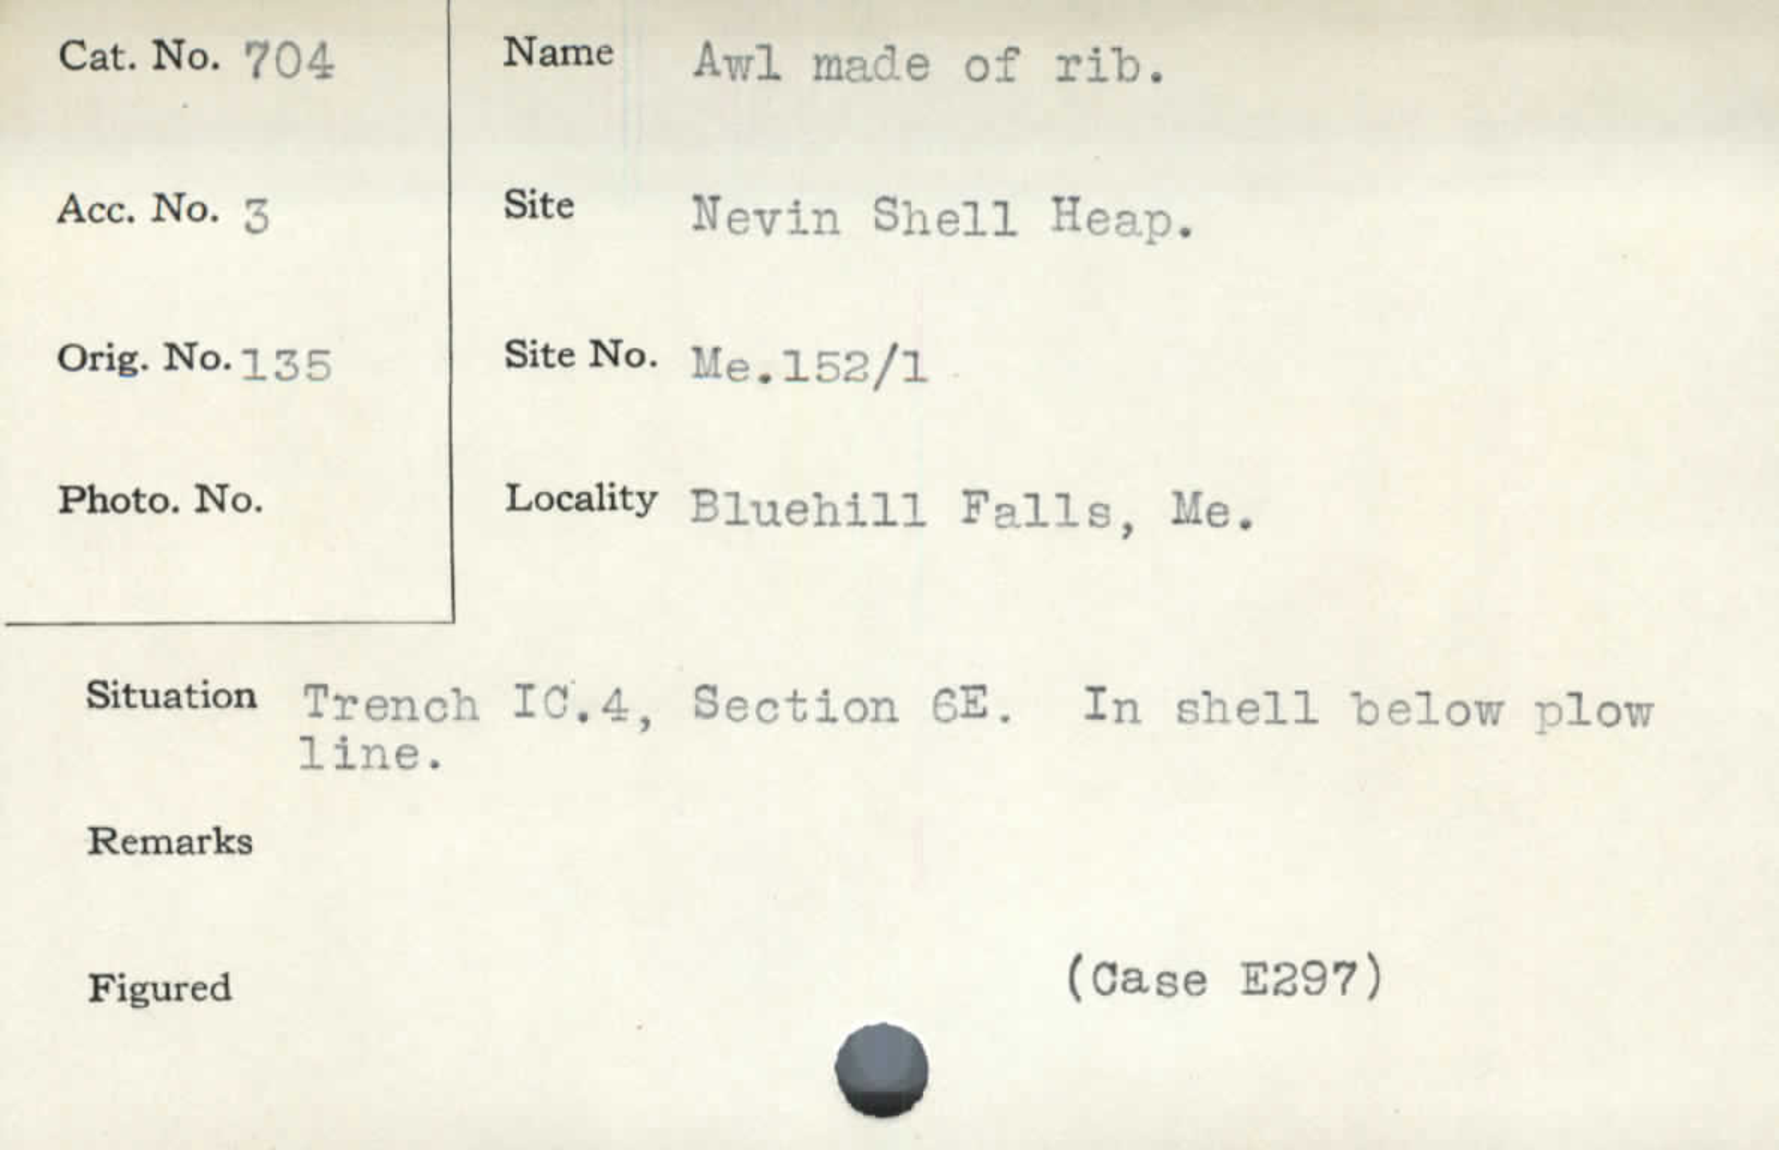 Cat. No. 704
Name Awl made of rib.
Acc. No. 3
Site Nevin Shell Heap.
Orig. No. 135
Site No. Me.152/1
Photo. No.
Locality Bluehill Falls, Me.
Situation Trench IC.4, Section 6E. In shell below plow
line.
Remarks
Figured
(Case E297)